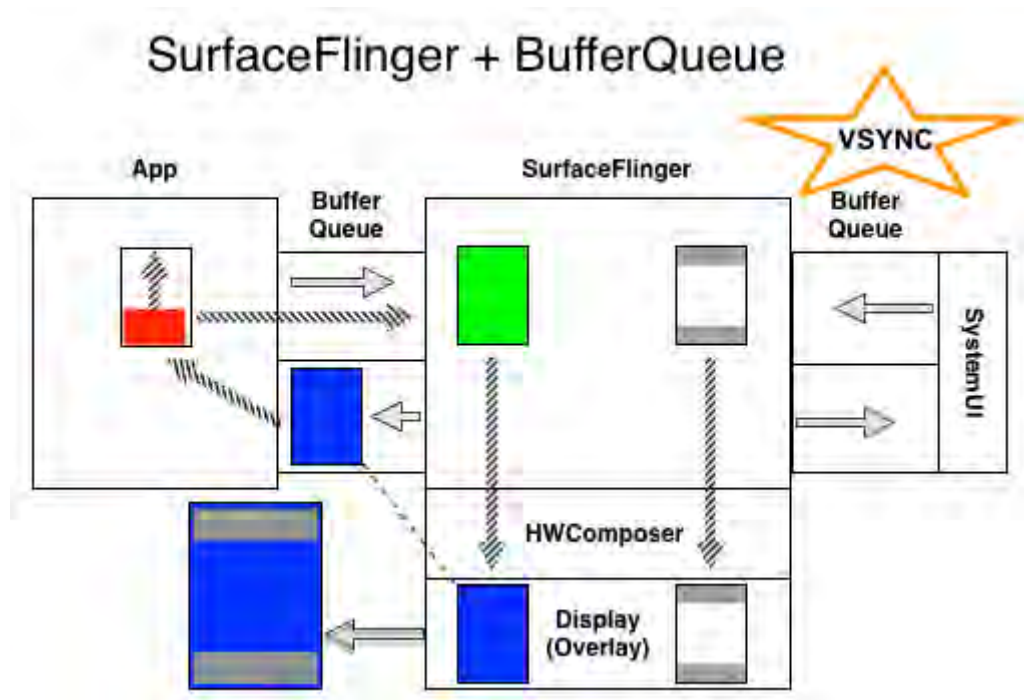 SurfaceFlinger + BufferQueue
VSYNC
App
SurfaceFlinger
Buffer
Queue
Buffer
Queue
SystemUI
HWComposer
Display
(Overlay)